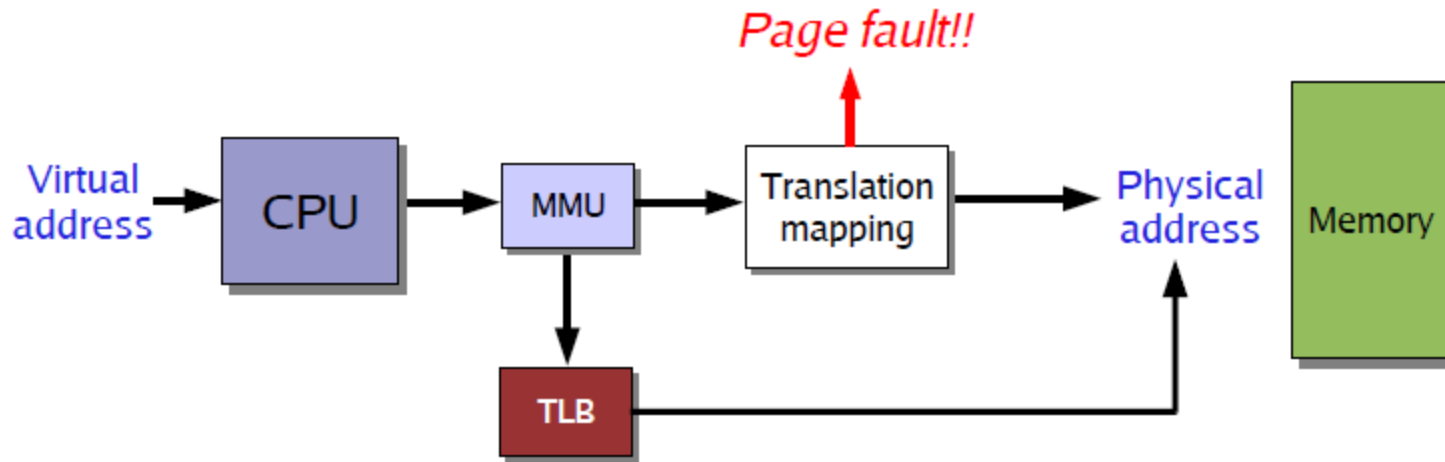 Page fault!!
Virtual
address
CPU
MMU
Translation
mapping
Physical
address
Memory
TLB